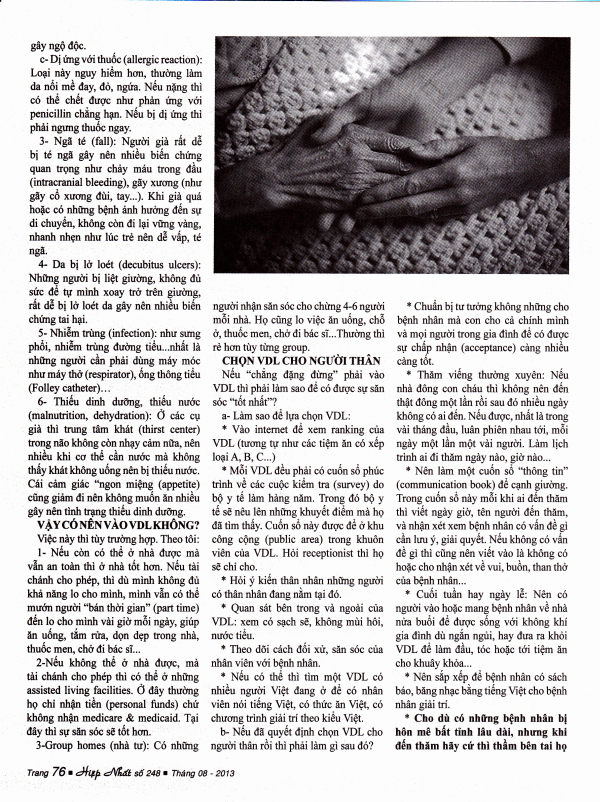 gây ngộ độc.
c- Dị ứng với thuốc (allergic reaction):
Loại này nguy hiểm hơn, thường làm
da nổi mề đay, đỏ, ngứa. Nếu nặng thì
có thể chết được như phản ứng với
penicillin chẳng hạn. Nếu bị dị ứng thì
phải ngưng thuốc ngay.
3- Ngã té (fall): Người già rất dễ
bị té ngã gây nên nhiều biến chứng
quan trọng như chảy máu trong đầu
(intracranial bleeding), gãy xương (như
gãy cổ xương đùi, tay...). Khi già quá
hoặc có những bệnh ảnh hưởng đến sự
di chuyển, không còn đi lại vững vàng,
nhanh nhẹn như lúc trẻ nên dễ vấp, té
ngã.
4- Da bị lở loét (decubitus ulcers):
Những người bị liệt giường, không đủ
sức để tự mình xoay trở trên giường,
rất dễ bị lở loét da gây nên nhiều biến
chứng tai hại.
5- Nhiễm trùng (infection): như sưng
phổi, nhiễm trùng đường tiểu...nhất là
những người cần phải dùng máy móc
như máy thở (respirator), ống thông tiểu
(Folley catheter)…
6- Thiếu dinh dưỡng, thiếu nước
(malnutrition, dehydration): Ở các cụ
già thì trung tâm khát (thirst center)
trong não không còn nhạy cảm nữa, nên
nhiều khi cơ thể cần nước mà không
thấy khát không uống nên bị thiếu nước.
Cái cảm giác "ngon miệng (appetite)
cũng giảm đi nên không muốn ăn nhiều
gây nên tình trạng thiếu dinh dưỡng.
VẬY CÓ NÊN VÀO VDL KHÔNG?
Việc này thì tùy trường hợp. Theo tôi:
1- Nếu còn có thể ở nhà được mà
vẫn an toàn thì ở nhà tốt hơn. Nếu tài
chánh cho phép, thì dù mình không đủ
khả năng lo cho mình, mình vẫn có thể
mướn người "bán thời gian" (part time)
đến lo cho mình vài giờ mỗi ngày, giúp
ăn uống, tắm rửa, dọn dẹp trong nhà,
thuốc men, chở đi bác sĩ...
2-Nếu không thể ở nhà được, mà
tài chánh cho phép thì có thể ở những
assisted living facilities. Ở đây thường
họ chỉ nhận tiền (personal funds) chứ
không nhận medicare & medicaid. Tại
đây thì sự săn sóc sẽ tốt hơn.
3-Group homes (nhà tư): Có những
người nhận săn sóc cho chừng 4-6 người
mỗi nhà. Họ cũng lo việc ăn uống, chỗ
ở, thuốc men, chở đi bác sĩ...Thường thì
rẻ hơn tùy từng group.
CHỌN VDL CHO NGƯỜI THÂN
Nếu "chẳng đặng đừng" phải vào
VDL thì phải làm sao để có được sự săn
sóc "tốt nhất"?
a- Làm sao để lựa chọn VDL:
* Vào internet để xem ranking của
VDL (tương tự như các tiệm ăn có xếp
loại A, B, C...)
* Mỗi VDL đều phải có cuốn sổ phúc
trình về các cuộc kiểm tra (survey) do
bộ y tế làm hàng năm. Trong đó bộ y
tế sẽ nêu lên những khuyết điểm mà họ
đã tìm thấy. Cuốn sổ này được để ở khu
công cộng (public area) trong khuôn
viên của VDL. Hỏi receptionist thì họ
sẽ chỉ cho.
* Hỏi ý kiến thân nhân những người
có thân nhân đang nằm tại đó.
* Quan sát bên trong và ngoài của
VDL: xem có sạch sẽ, không mùi hôi,
nước tiểu.
* Theo dõi cách đối xử, săn sóc của
nhân viên với bệnh nhân.
* Nếu có thể thì tìm một VDL có
nhiều người Việt đang ở để có nhân
viên nói tiếng Việt, có thức ăn Việt, có
chương trình giải trí theo kiểu Việt.
b- Nếu đã quyết định chọn VDL cho
người thân rồi thì phải làm gì sau đó?
* Chuẩn bị tư tưởng không những cho
bệnh nhân mà con cho cả chính mình
và mọi người trong gia đình để có được
sự chấp nhận (acceptance) càng nhiều
càng tốt.
* Thăm viếng thường xuyên: Nếu
nhà đông con cháu thì không nên đến
thật đông một lần rồi sau đó nhiều ngày
không có ai đến. Nếu được, nhất là trong
vài tháng đầu, luân phiên nhau tới, mỗi
ngày một lần một vài người. Làm lịch
trình ai đi thăm ngày nào, giờ nào...
* Nên làm một cuốn sổ "thông tin"
(communication book) để cạnh giường.
Trong cuốn sổ này mỗi khi ai đến thăm
thì viết ngày giờ, tên người đến thăm,
và nhận xét xem bệnh nhân có vấn đề gì
cần lưu ý, giải quyết. Nếu không có vấn
đề gì thì cũng nên viết vào là không có
hoặc cho nhận xét về vui, buồn, than thở
của bệnh nhân...
* Cuối tuần hay ngày lễ: Nên có
người vào hoặc mang bệnh nhân về nhà
nửa buổi để được sống với không khí
gia đình dù ngắn ngủi, hay đưa ra khỏi
VDL để làm đầu, tóc hoặc tới tiệm ăn
cho khuây khỏa...
* Nên sắp xếp để bệnh nhân có sách
báo, băng nhạc bằng tiếng Việt cho bệnh
nhân giải trí.
* Cho dù có những bệnh nhân bị
hôn mê bất tỉnh lâu dài, nhưng khi
đến thăm hãy cứ thì thầm bên tai họ
Trang 76 ■ Hiệp Nhất số 248 ■ Tháng 08 - 2013